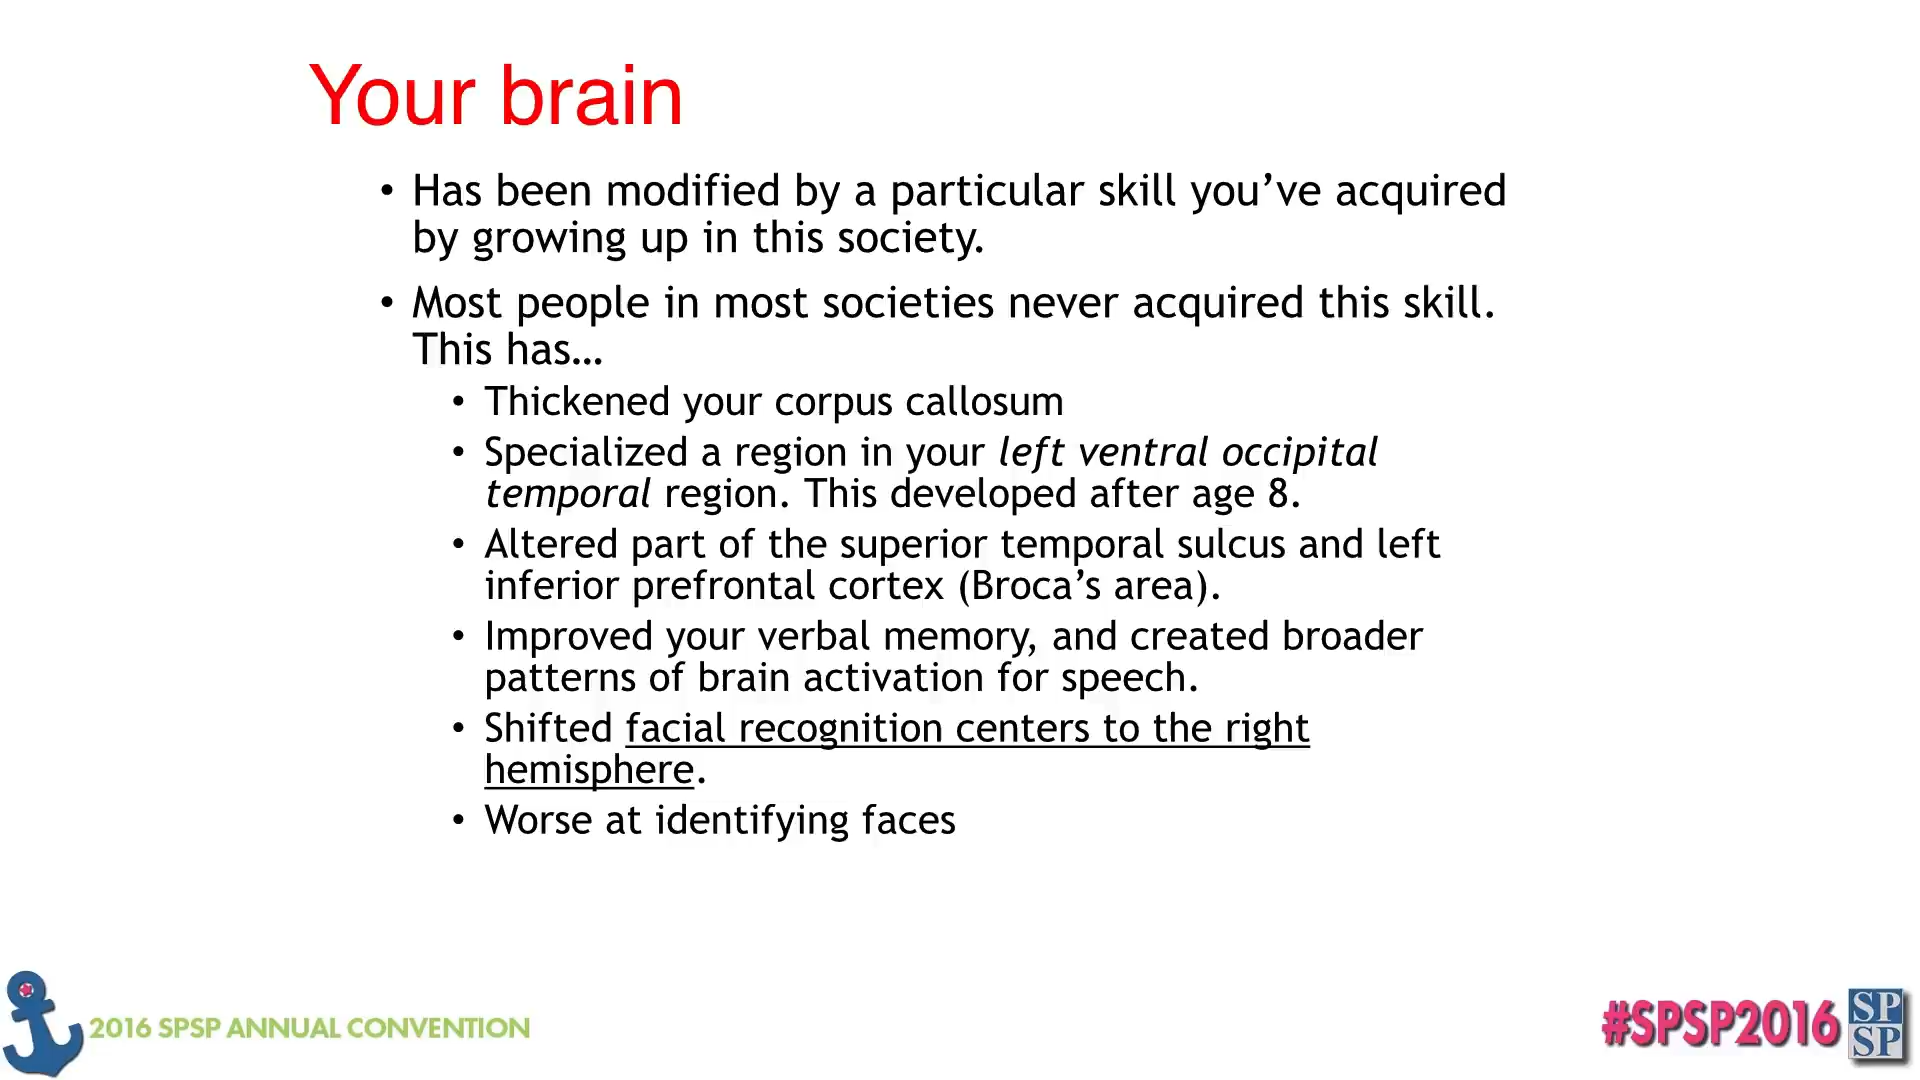 Your brain
• Has been modified by a particular skill you’ve acquired
by growing up in this society.
• Most people in most societies never acquired this skill.
This has…
• Thickened your corpus callosum
• Specialized a region in your left ventral occipital
temporal region. This developed after age 8.
• Altered part of the superior temporal sulcus and left
inferior prefrontal cortex (Broca’s area).
• Improved your verbal memory, and created broader
patterns of brain activation for speech.
• Shifted facial recognition centers to the right
hemisphere.
• Worse at identifying faces
2016 SPSP ANNUAL CONVENTION
#SPSP2016
SP
SP